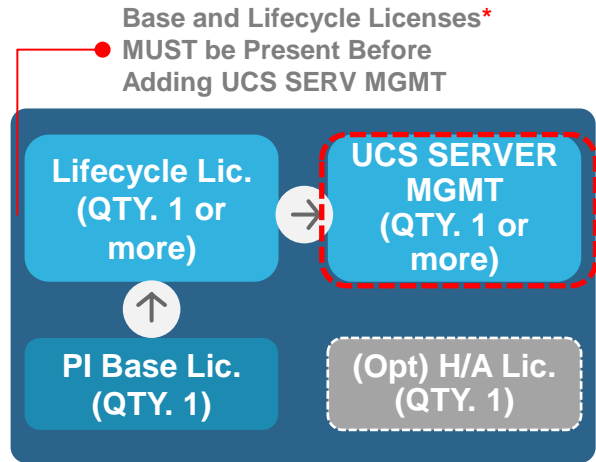 Base and Lifecycle Licenses*
MUST be Present Before
Adding UCS SERV MGMT
Lifecycle Lic.
(QTY. 1 or
more)
UCS SERVER
MGMT
(QTY. 1 or
more)
PI Base Lic.
(QTY. 1)
(Opt) H/A Lic.
(QTY. 1)